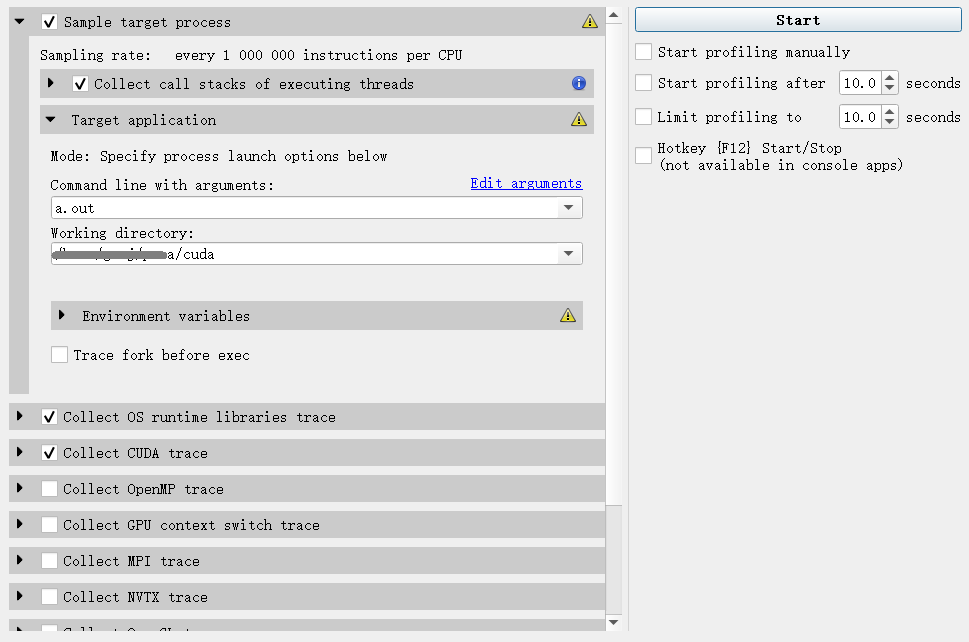 Sample target process
Sampling rate: every 1 000 000 instructions per CPU
Collect call stacks of executing threads
Target application
Mode: Specify process launch options below
Command line with arguments: Edit arguments
a.out
Working directory:
a/cuda
Environment variables
Trace fork before exec
Collect OS runtime libraries trace
Collect CUDA trace
Collect OpenMP trace
Collect GPU context switch trace
Collect MPI trace
Collect NVTX trace
Start
Start profiling manually
Start profiling after 10.0 seconds
Limit profiling to 10.0 seconds
Hotkey {F12} Start/Stop
(not available in console apps)